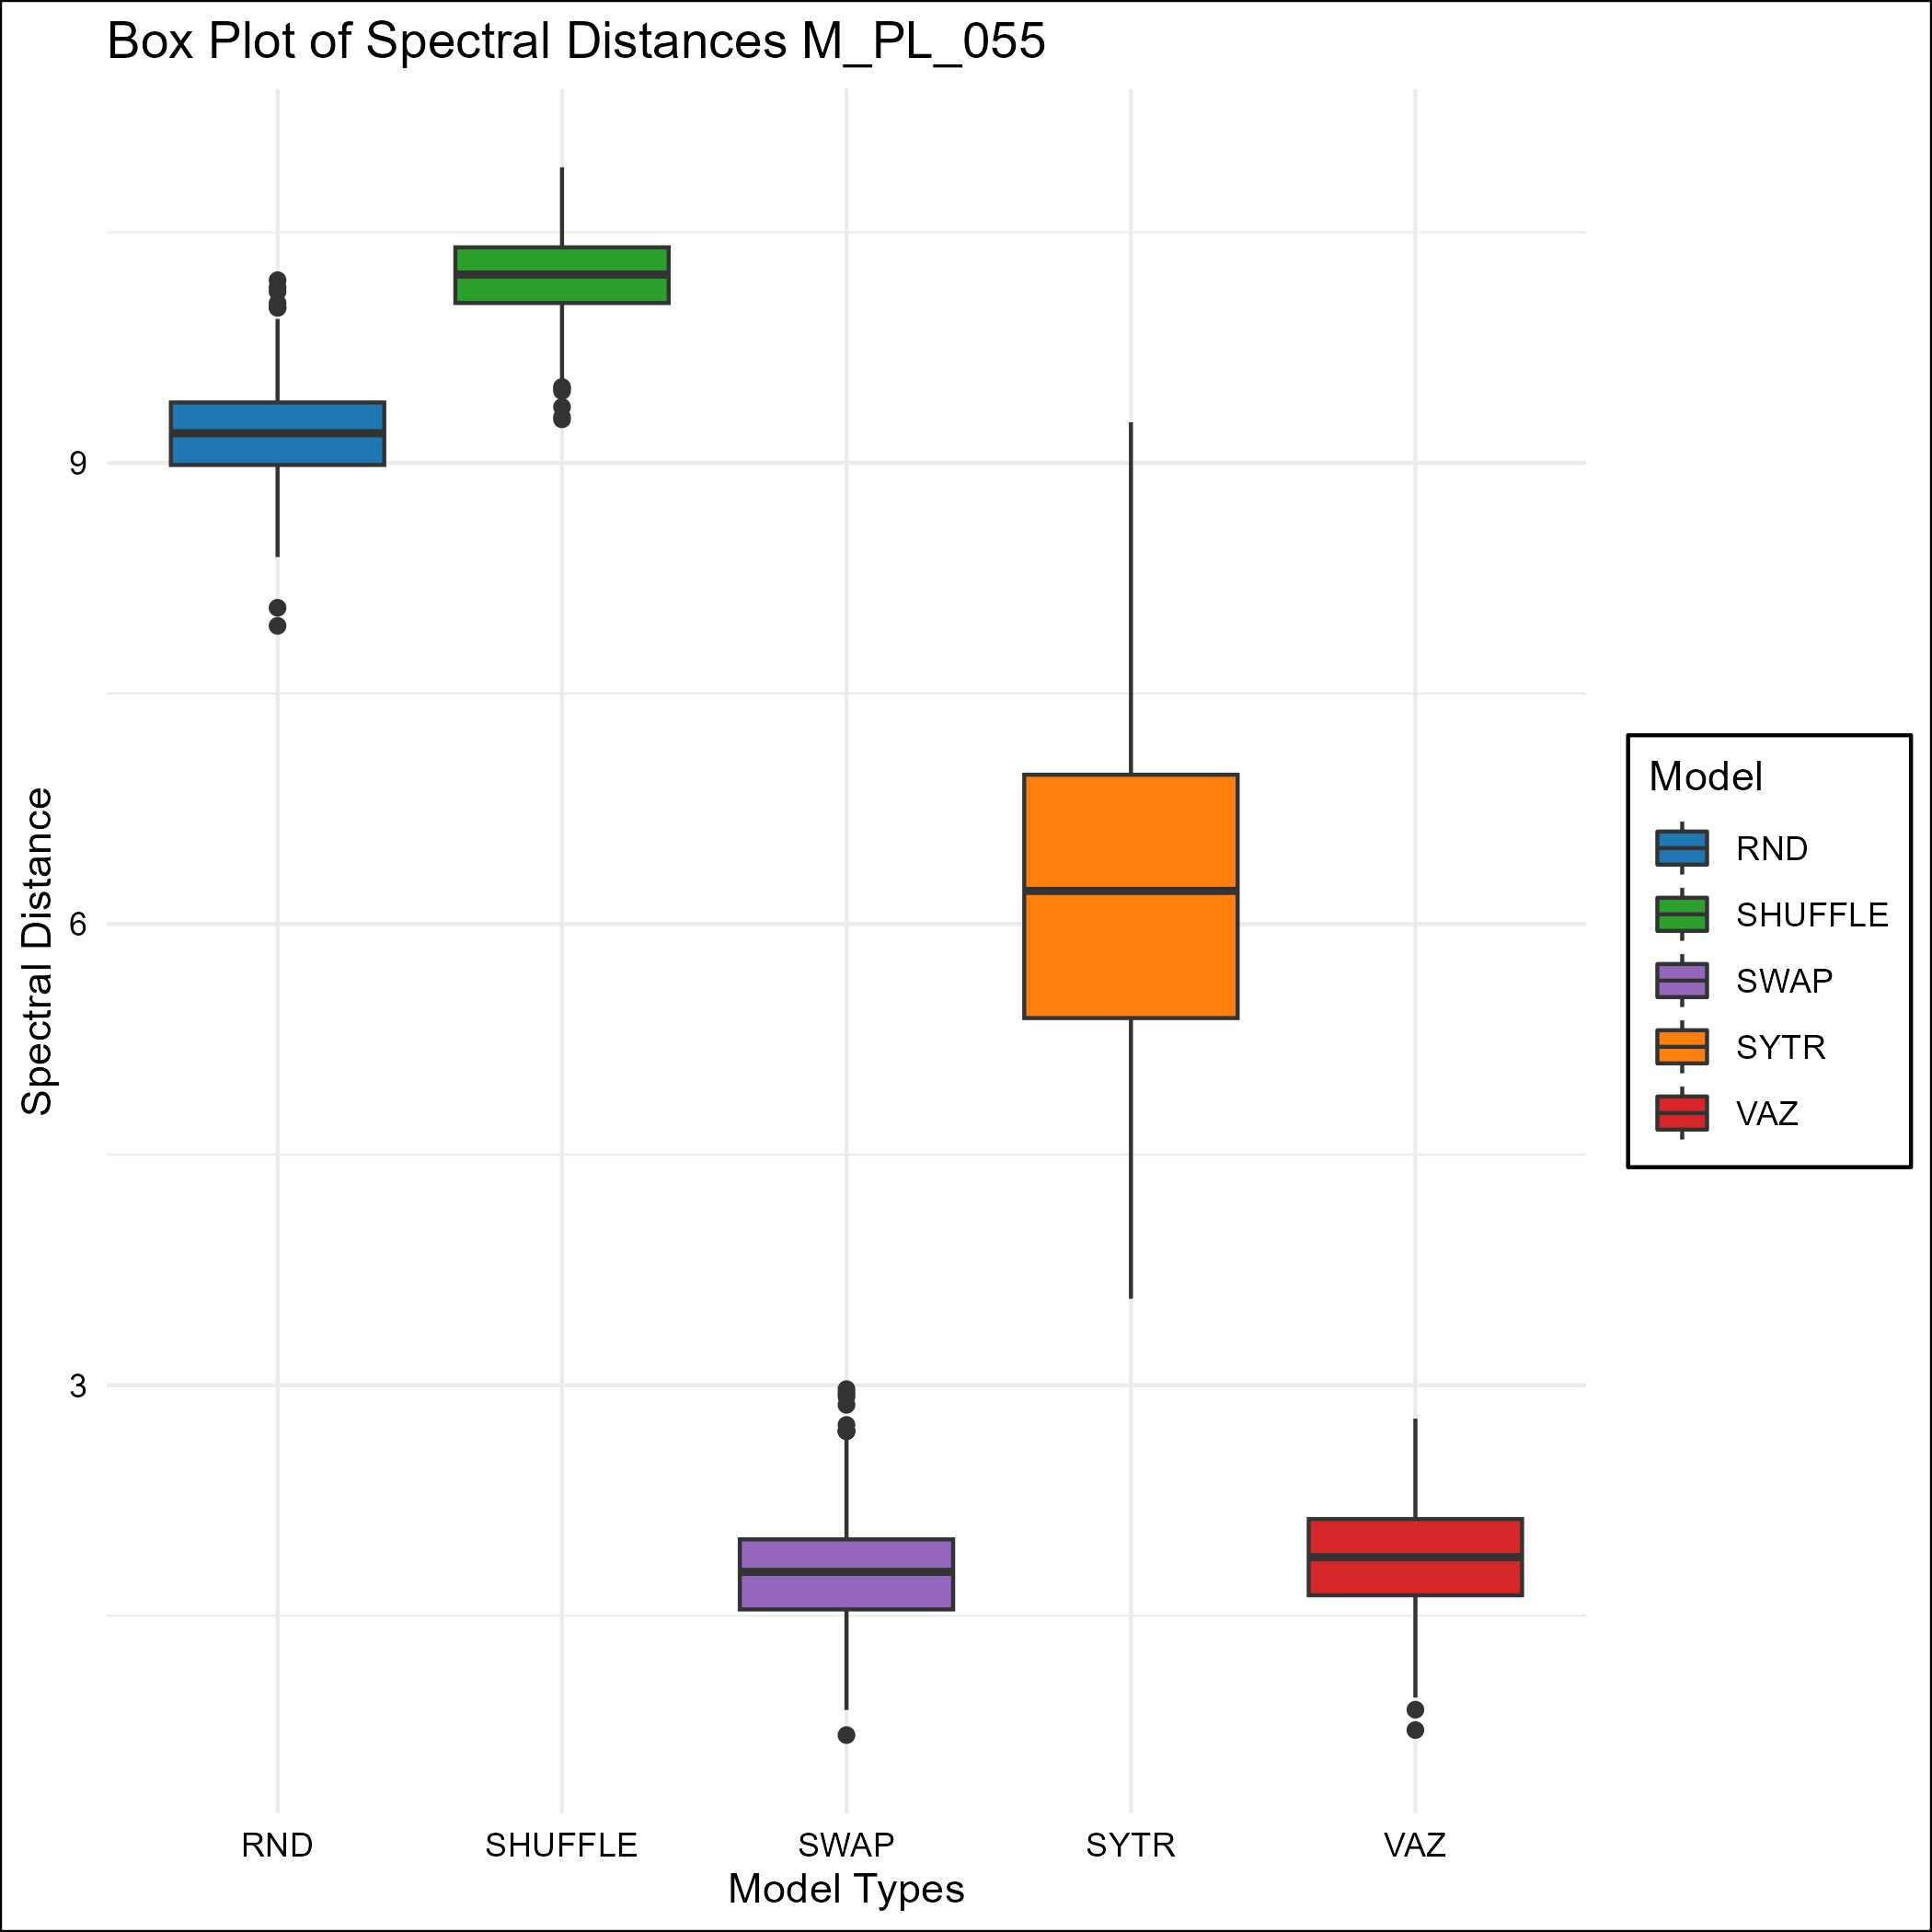 Box Plot of Spectral Distances M_PL_055
9
6
3
Spectral Distance
RND
SHUFFLE
SWAP
SYTR
VAZ
Model Types
Model
RND
SHUFFLE
SWAP
SYTR
VAZ